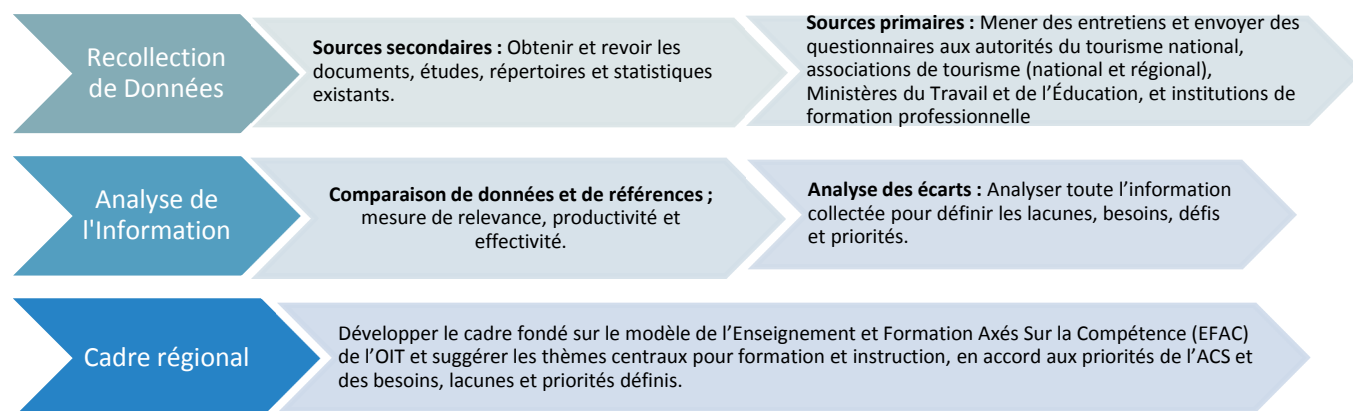 Recollection
de Données
Sources secondaires : Obtenir et revoir les
documents, études, répertoires et statistiques
existants.
Sources primaires : Mener des entretiens et envoyer des
questionnaires aux autorités du tourisme national,
associations de tourisme (national et régional),
Ministères du Travail et de l’Éducation, et institutions de
formation professionnelle
Analyse de
l'Information
Comparaison de données et de références ;
mesure de relevance, productivité et
effectivité.
Analyse des écarts : Analyser toute l’information
collectée pour définir les lacunes, besoins, défis
et priorités.
Cadre régional
Développer le cadre fondé sur le modèle de l’Enseignement et Formation Axés Sur la Compétence (EFAC)
de l’OIT et suggérer les thèmes centraux pour formation et instruction, en accord aux priorités de l’ACS et
des besoins, lacunes et priorités définis.